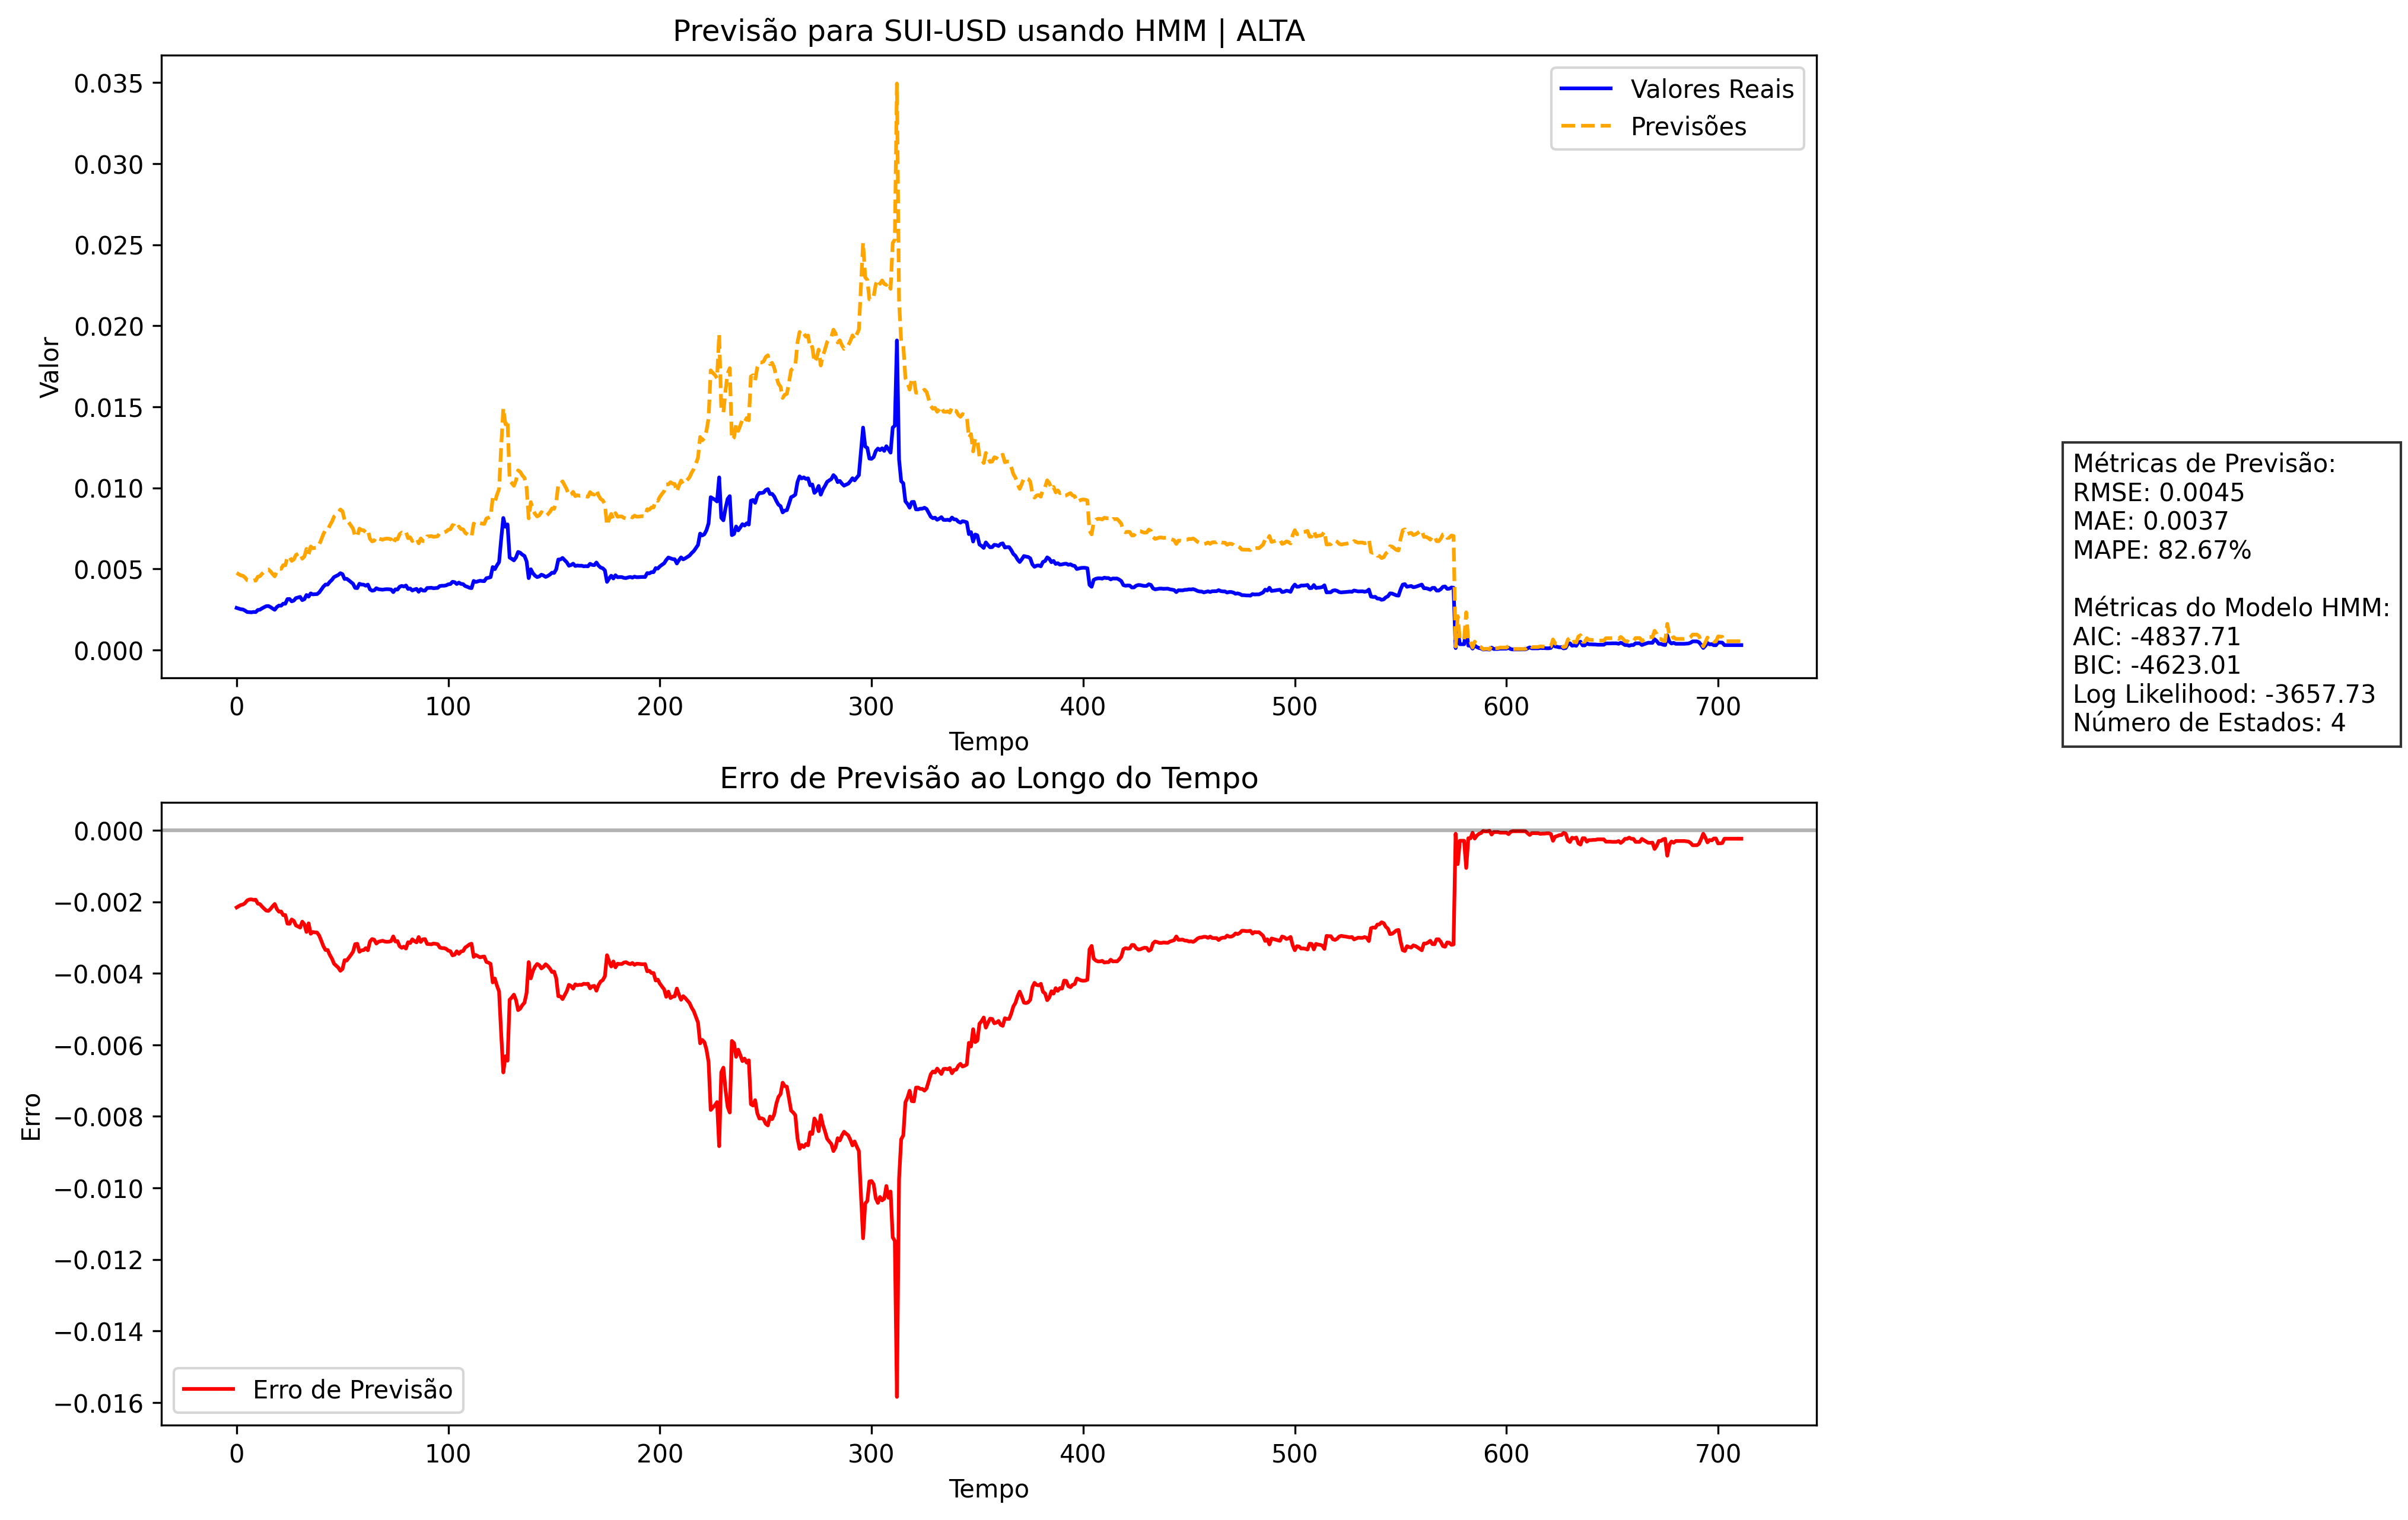 Previsão para SUI-USD usando HMM | ALTA
Valor
0.035
0.030
0.025
0.020
0.015
0.010
0.005
0.000
Valores Reais
Previsões
0 100 200 300 400 500 600 700
Tempo
Métricas de Previsão:
RMSE: 0.0045
MAE: 0.0037
MAPE: 82.67%
Métricas do Modelo HMM:
AIC: -4837.71
BIC: -4623.01
Log Likelihood: -3657.73
Número de Estados: 4
Erro de Previsão ao Longo do Tempo
Erro
0.000
−0.002
−0.004
−0.006
−0.008
−0.010
−0.012
−0.014
−0.016
Erro de Previsão
0 100 200 300 400 500 600 700
Tempo